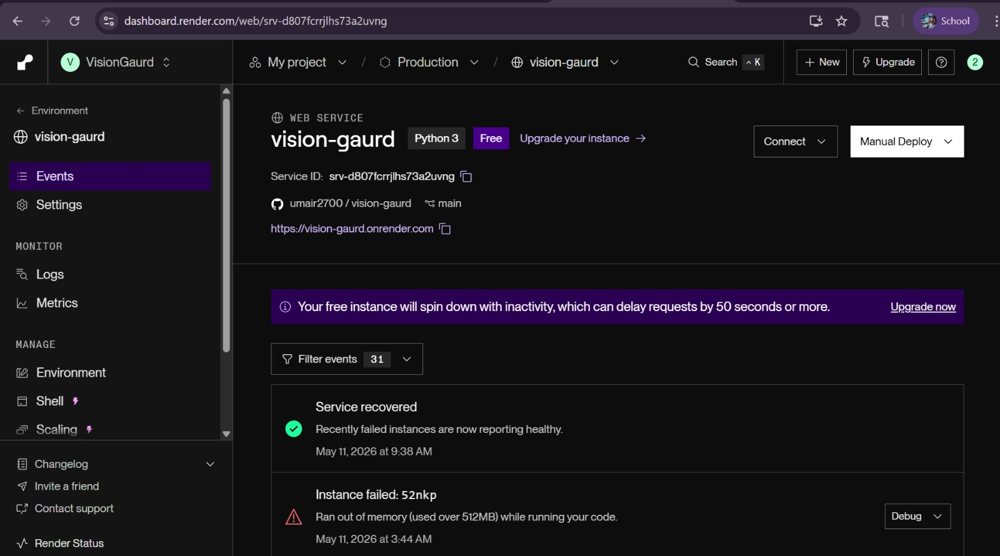 dashboard.render.com/web/srv-d807fcrrjlhs73a2uvng
School
V VisionGaurd
My project / Production / vision-gaurd
Search ^ K
+ New
Upgrade
2
← Environment
vision-gaurd
Events
Settings
MONITOR
Logs
Metrics
MANAGE
Environment
Shell
Scaling
Changelog
Invite a friend
Contact support
Render Status
WEB SERVICE
vision-gaurd Python 3 Free Upgrade your instance →
Connect
Manual Deploy
Service ID: srv-d807fcrrjlhs73a2uvng
umair2700 / vision-gaurd main
https://vision-gaurd.onrender.com
Your free instance will spin down with inactivity, which can delay requests by 50 seconds or more. Upgrade now
Filter events 31
Service recovered
Recently failed instances are now reporting healthy.
May 11, 2026 at 9:38 AM
Instance failed: 52nkp
Ran out of memory (used over 512MB) while running your code.
May 11, 2026 at 3:44 AM
Debug